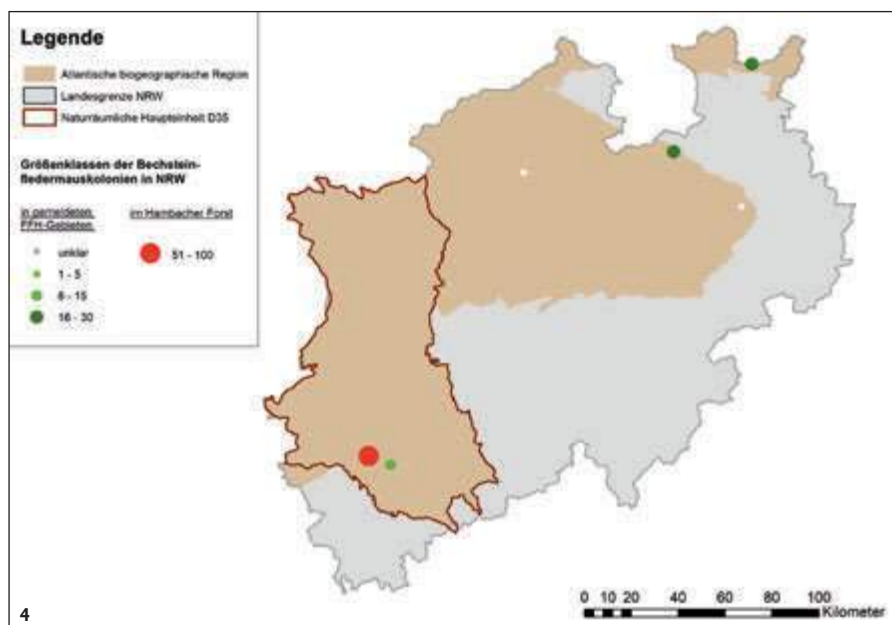 Legende
Atlantische biogeographische Region
Landesgrenze NRW
Naturräumliche Haupteinheit D35
Größenklassen der Bechstein-
fledermauskolonien in NRW
in gemeldeten
FFH-Gebieten
im Hambacher Forst
unklar
51 - 100
1 - 5
6 - 15
16 - 30
0 10 20 40 60 80 100
Kilometer
4